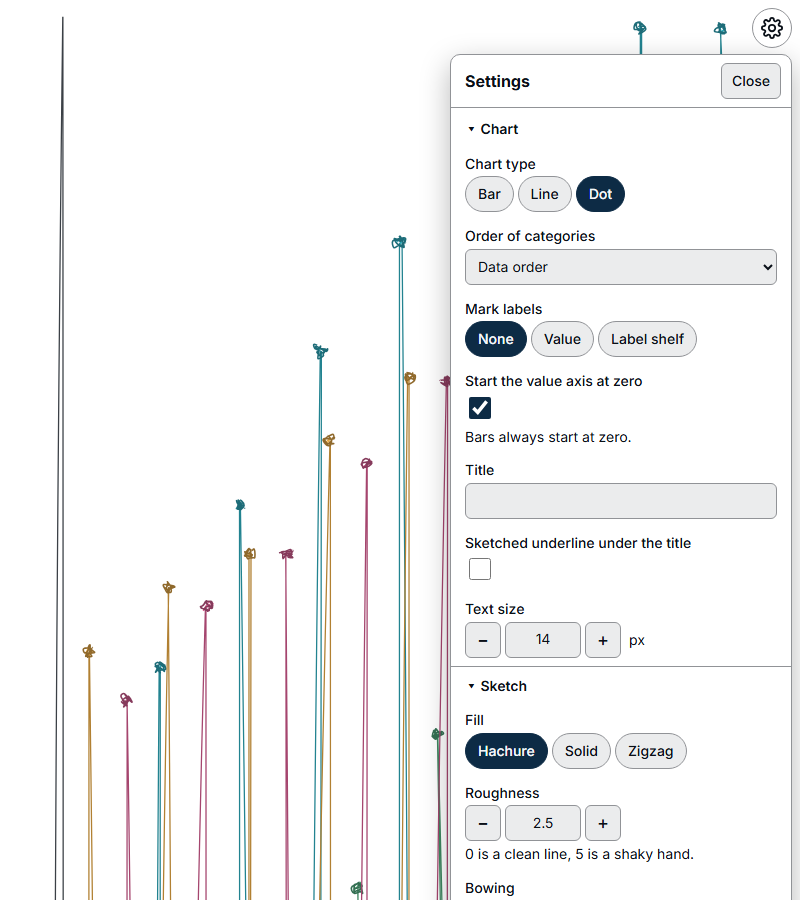 Settings
Close
Chart
Chart type
Bar
Line
Dot
Order of categories
Data order
Mark labels
None
Value
Label shelf
Start the value axis at zero
Bars always start at zero.
Title
Sketched underline under the title
Text size
−
14
+
px
Sketch
Fill
Hachure
Solid
Zigzag
Roughness
−
2.5
+
0 is a clean line, 5 is a shaky hand.
Bowing